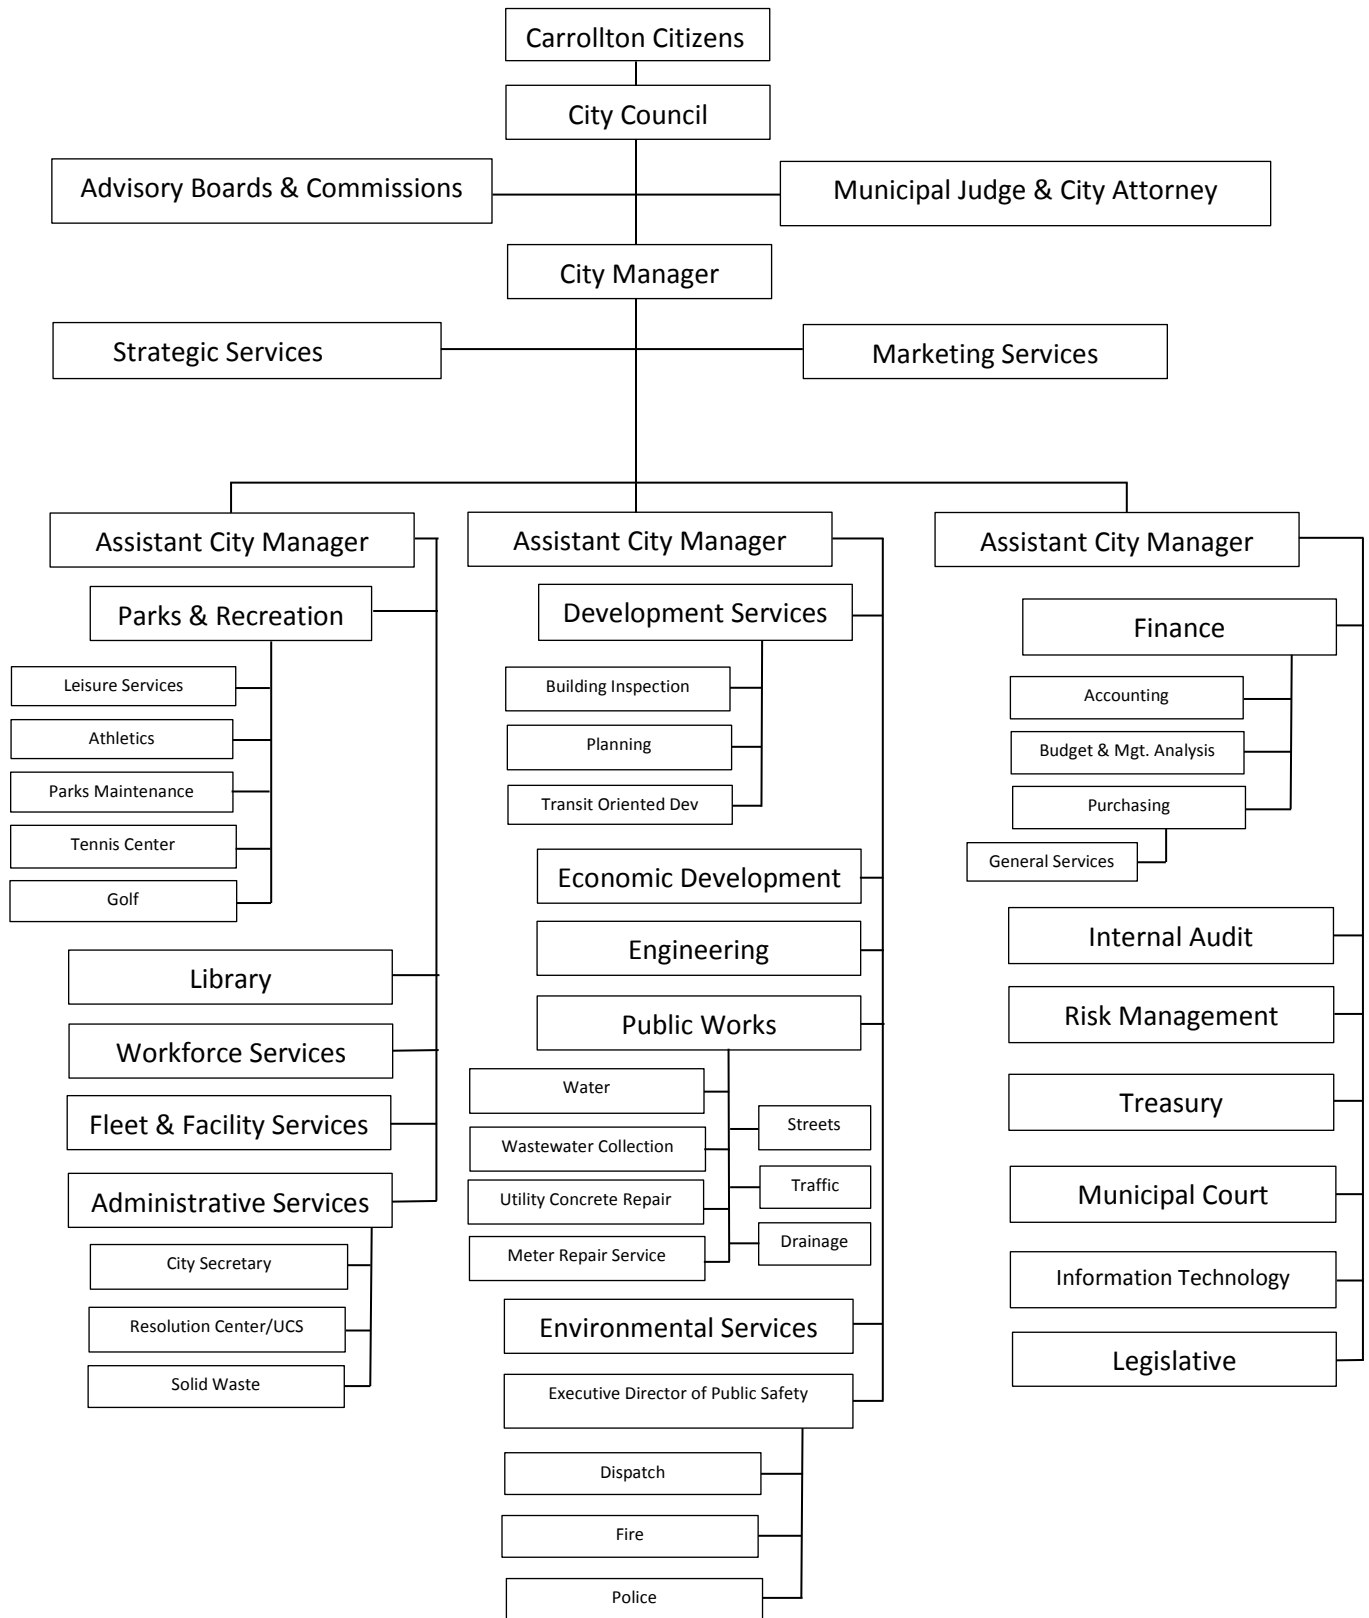 Carrollton Citizens
City Council
Advisory Boards & Commissions
Municipal Judge & City Attorney
City Manager
Strategic Services
Marketing Services
Assistant City Manager
Parks & Recreation
Leisure Services
Athletics
Parks Maintenance
Tennis Center
Golf
Library
Workforce Services
Fleet & Facility Services
Administrative Services
City Secretary
Resolution Center/UCS
Solid Waste
Assistant City Manager
Development Services
Building Inspection
Planning
Transit Oriented Dev
Economic Development
Engineering
Public Works
Water
Wastewater Collection
Utility Concrete Repair
Meter Repair Service
Streets
Traffic
Drainage
Environmental Services
Executive Director of Public Safety
Dispatch
Fire
Police
Assistant City Manager
Finance
Accounting
Budget & Mgt. Analysis
Purchasing
General Services
Internal Audit
Risk Management
Treasury
Municipal Court
Information Technology
Legislative